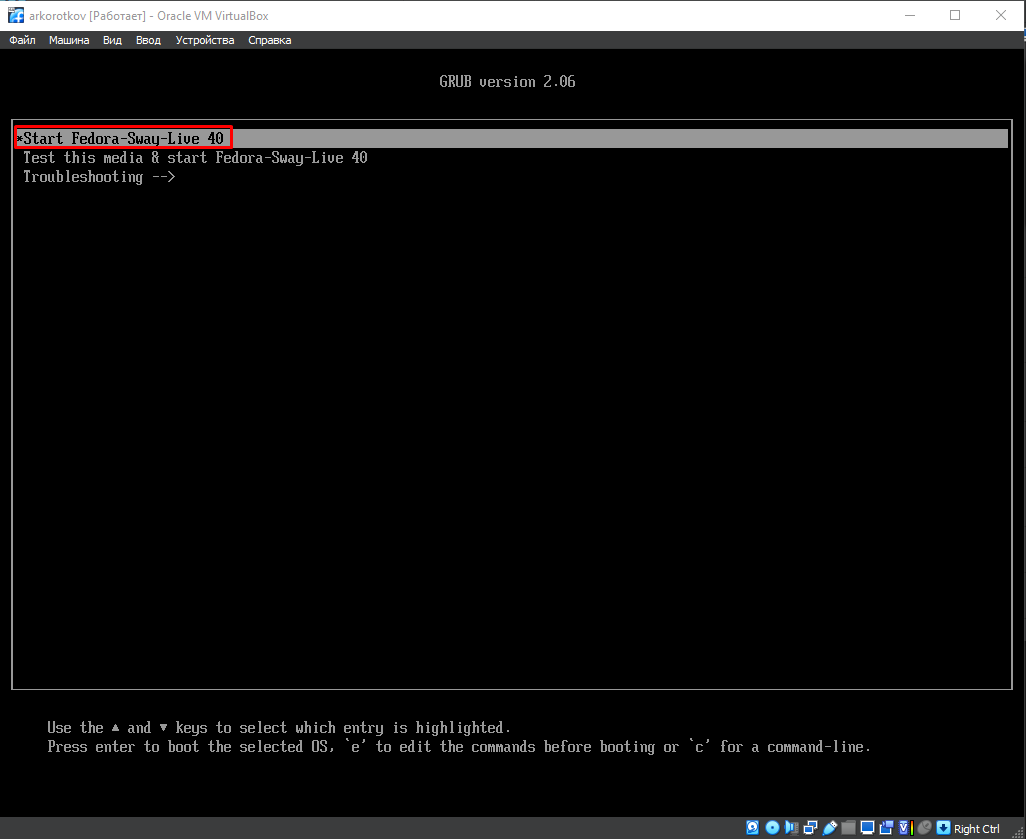 arkorotkov [Работает] - Oracle VM VirtualBox
Файл Машина Вид Ввод Устройства Справка
GRUB version 2.06
*Start Fedora-Sway-Live 40
Test this media & start Fedora-Sway-Live 40
Troubleshooting -->
Use the ▲ and ▼ keys to select which entry is highlighted.
Press enter to boot the selected OS, `e' to edit the commands before booting or `c' for a command-line.
Right Ctrl